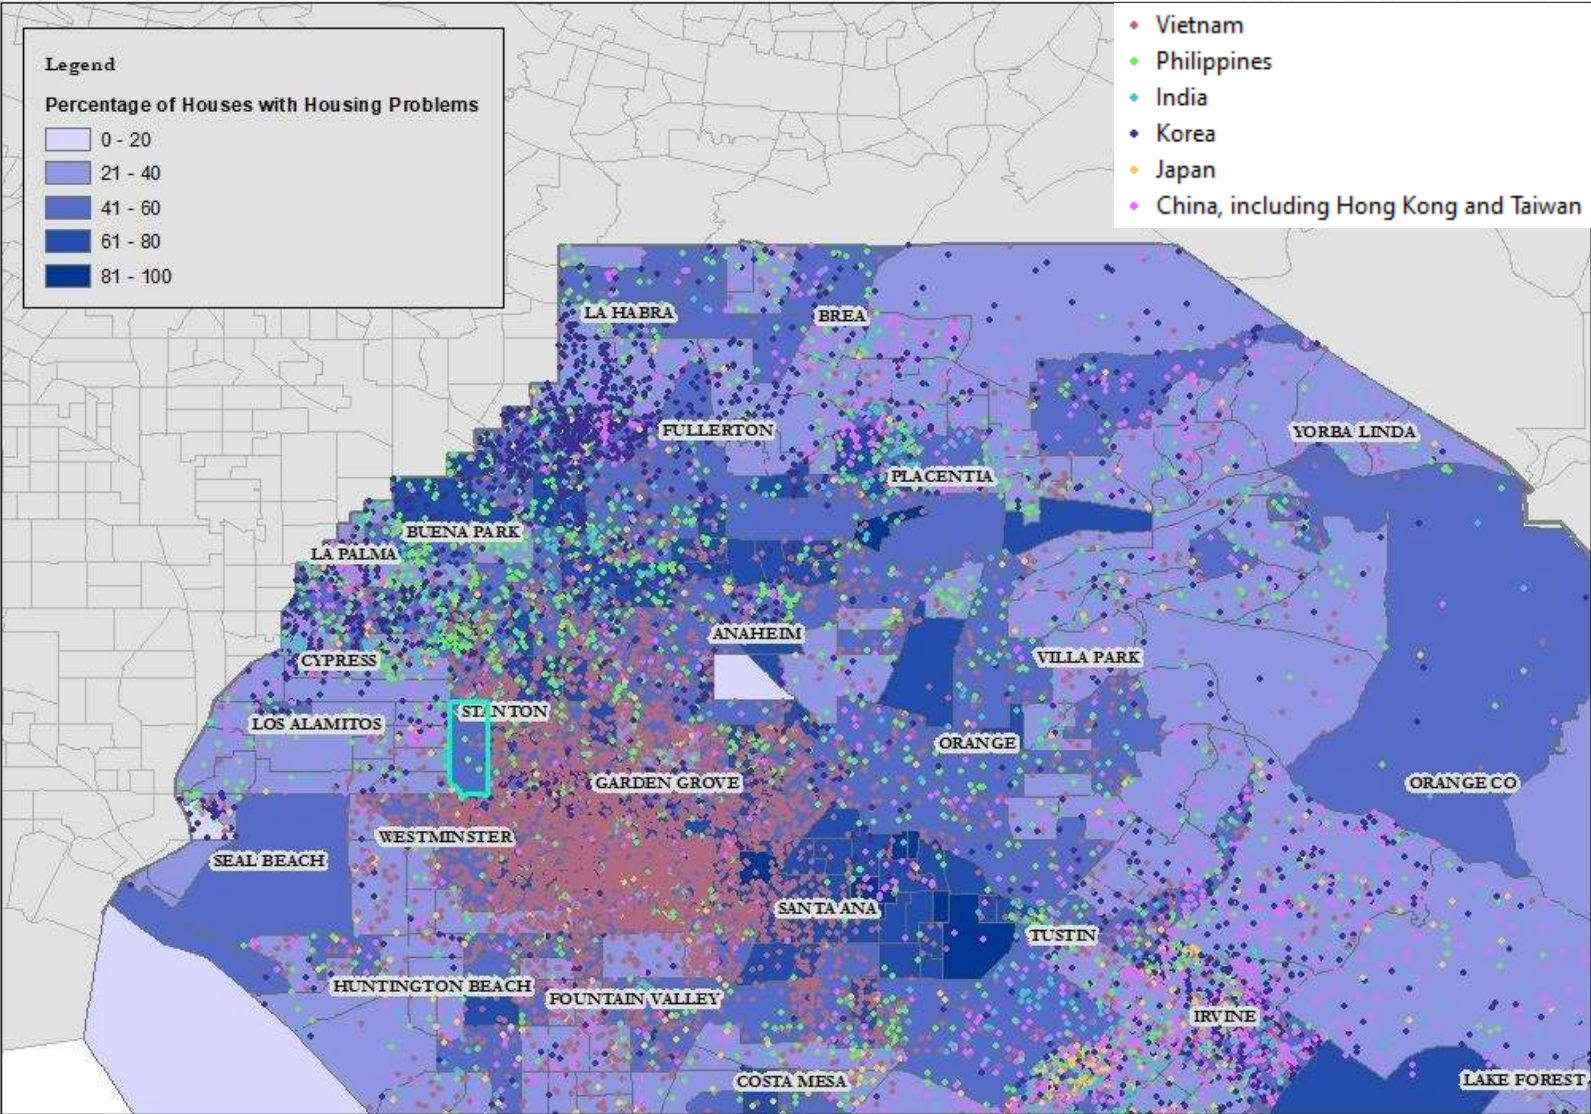 Legend
Percentage of Houses with Housing Problems
0 - 20
21 - 40
41 - 60
61 - 80
81 - 100
Vietnam
Philippines
India
Korea
Japan
China, including Hong Kong and Taiwan
LA HABRA
BREA
FULLERTON
YORBA LINDA
PLACENTIA
BUENA PARK
LA PALMA
ANAHEIM
CYPRESS
VILLA PARK
STANTON
LOS ALAMITOS
ORANGE
GARDEN GROVE
ORANGE CO
WESTMINSTER
SEAL BEACH
SANTA ANA
TUSTIN
HUNTINGTON BEACH
FOUNTAIN VALLEY
IRVINE
COSTA MESA
LAKE FOREST